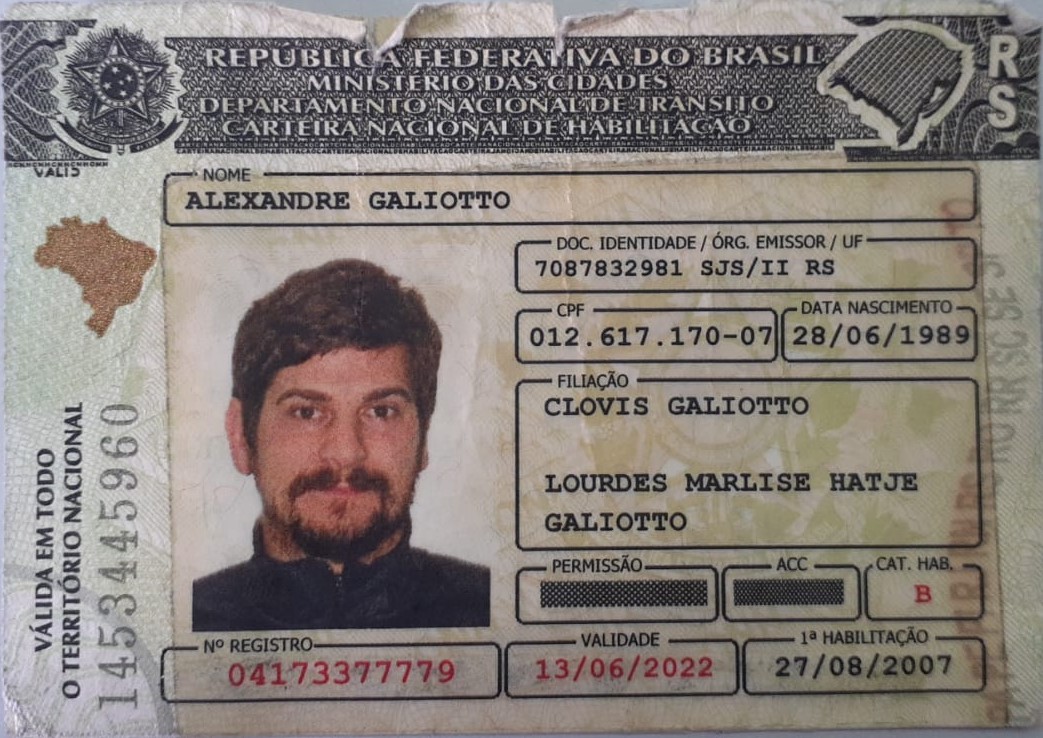 REPÚBLICA FEDERATIVA DO BRASIL
MINISTÉRIO DAS CIDADES
DEPARTAMENTO NACIONAL DE TRÂNSITO
CARTEIRA NACIONAL DE HABILITAÇÃO
RS
NOME
ALEXANDRE GALIOTTO
DOC. IDENTIDADE / ÓRG. EMISSOR / UF
7087832981 SJS/II RS
CPF
012.617.170-07
DATA NASCIMENTO
28/06/1989
FILIAÇÃO
CLOVIS GALIOTTO
LOURDES MARLISE HATJE
GALIOTTO
PERMISSÃO
ACC
CAT. HAB.
B
Nº REGISTRO
04173377779
VALIDADE
13/06/2022
1ª HABILITAÇÃO
27/08/2007
VÁLIDA EM TODO
O TERRITÓRIO NACIONAL
1453445960